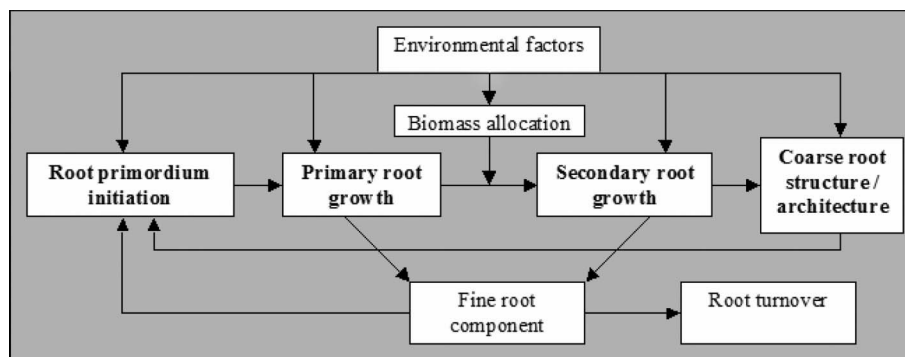 Environmental factors
Biomass allocation
Root primordium
initiation
Primary root
growth
Secondary root
growth
Coarse root
structure /
architecture
Fine root
component
Root turnover